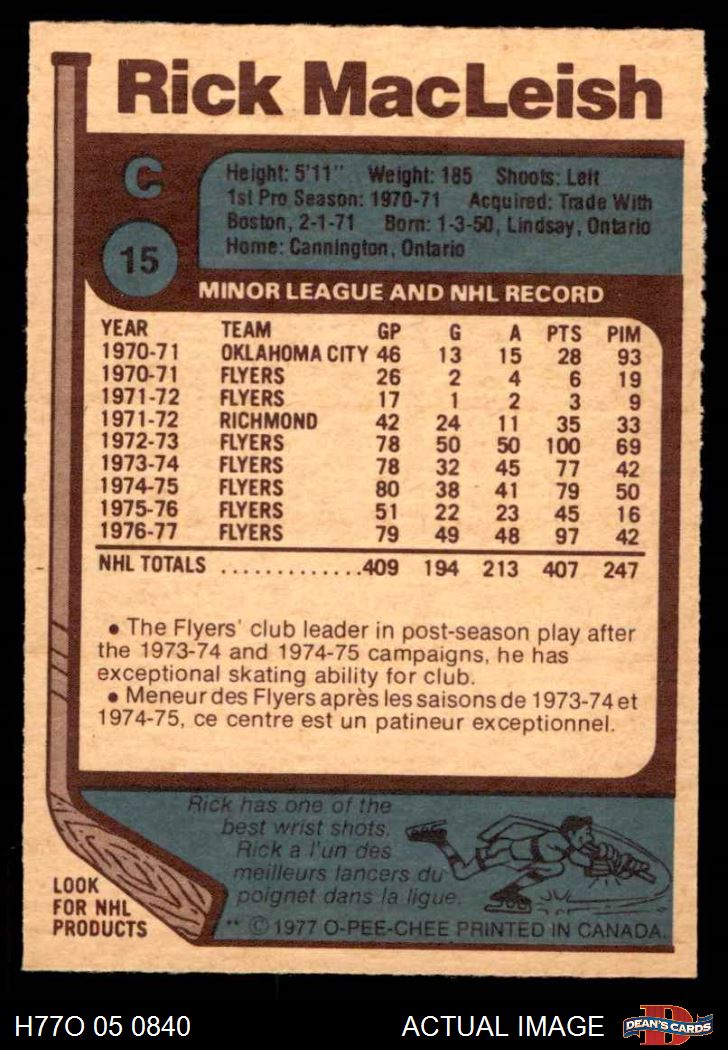 Rick MacLeish
C
15
Height: 5'11" Weight: 185 Shoots: Left
1st Pro Season: 1970-71 Acquired: Trade With
Boston, 2-1-71 Born: 1-3-50, Lindsay, Ontario
Home: Cannington, Ontario
MINOR LEAGUE AND NHL RECORD
YEAR TEAM GP G A PTS PIM
1970-71 OKLAHOMA CITY 46 13 15 28 93
1970-71 FLYERS 26 2 4 6 19
1971-72 FLYERS 17 1 2 3 9
1971-72 RICHMOND 42 24 11 35 33
1972-73 FLYERS 78 50 50 100 69
1973-74 FLYERS 78 32 45 77 42
1974-75 FLYERS 80 38 41 79 50
1975-76 FLYERS 51 22 23 45 16
1976-77 FLYERS 79 49 48 97 42
NHL TOTALS .............409 194 213 407 247
• The Flyers' club leader in post-season play after
the 1973-74 and 1974-75 campaigns, he has
exceptional skating ability for club.
• Meneur des Flyers après les saisons de 1973-74 et
1974-75, ce centre est un patineur exceptionnel.
Rick has one of the
best wrist shots.
Rick a l'un des
meilleurs lancers du
poignet dans la ligue.
LOOK
FOR NHL
PRODUCTS
** © 1977 O-PEE-CHEE PRINTED IN CANADA.
H77O 05 0840 ACTUAL IMAGE
D
DEAN'S CARDS